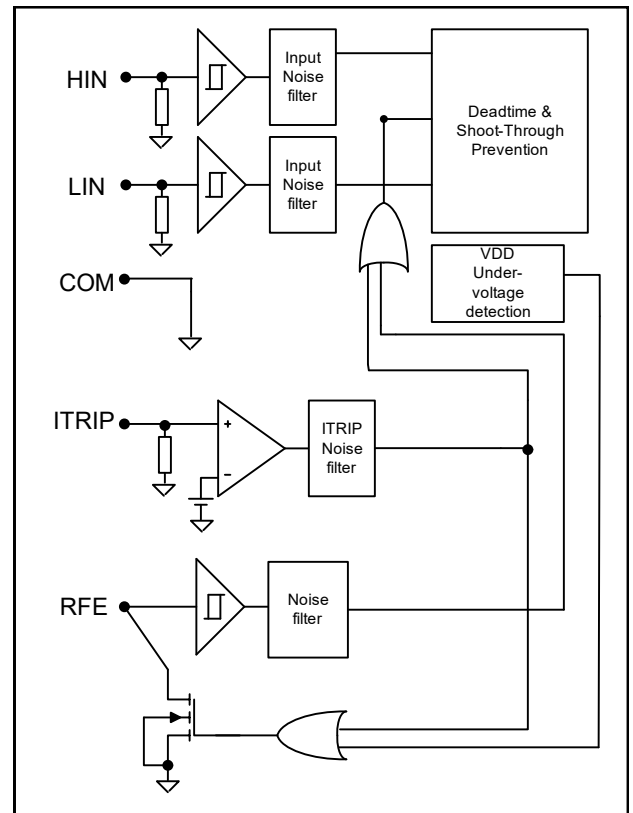 HIN
Input
Noise
filter
Deadtime &
Shoot-Through
Prevention
LIN
Input
Noise
filter
COM
VDD
Under-
voltage
detection
ITRIP
+
−
ITRIP
Noise
filter
RFE
Noise
filter